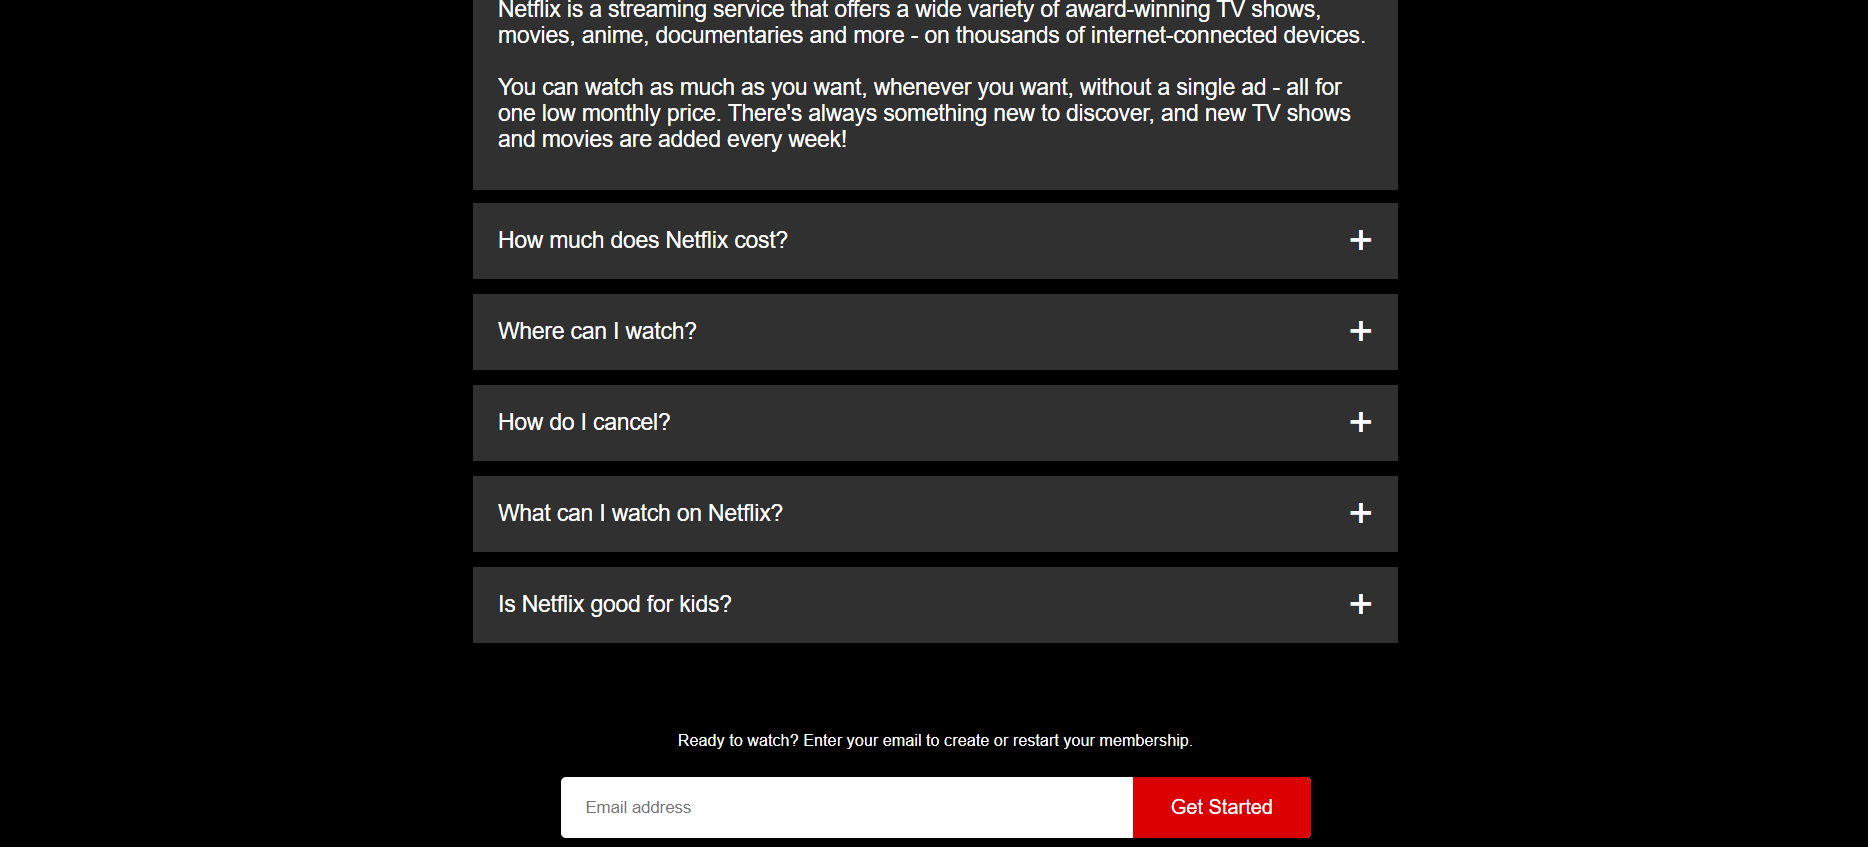 Netflix is a streaming service that offers a wide variety of award-winning TV shows,
movies, anime, documentaries and more - on thousands of internet-connected devices.
You can watch as much as you want, whenever you want, without a single ad - all for
one low monthly price. There's always something new to discover, and new TV shows
and movies are added every week!
How much does Netflix cost?
Where can I watch?
How do I cancel?
What can I watch on Netflix?
Is Netflix good for kids?
Ready to watch? Enter your email to create or restart your membership.
Email address
Get Started